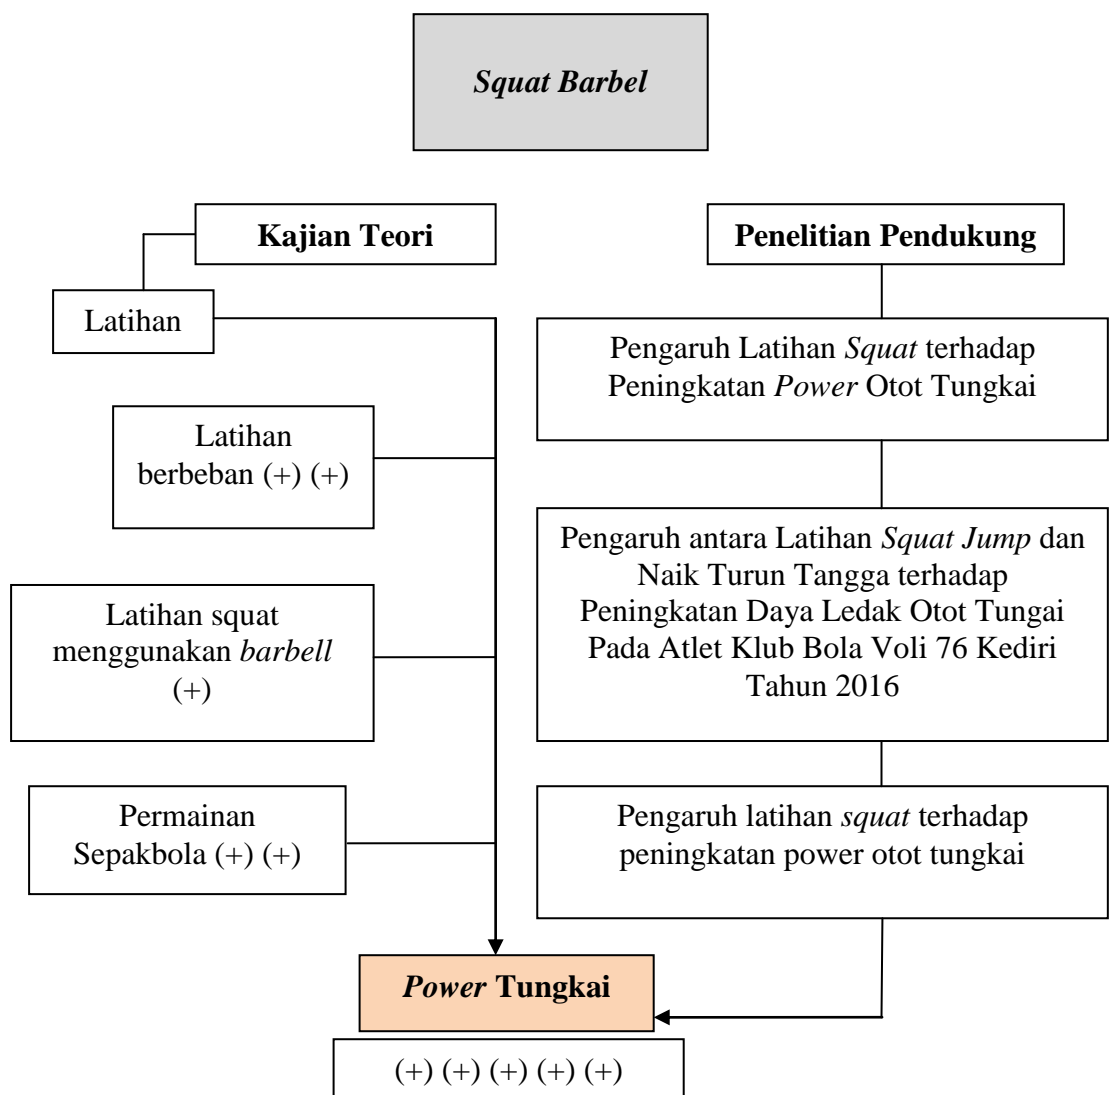 Squat Barbel
Kajian Teori
Latihan
Latihan
berbeban (+) (+)
Latihan squat
menggunakan barbell
(+)
Permainan
Sepakbola (+) (+)
Penelitian Pendukung
Pengaruh Latihan Squat terhadap
Peningkatan Power Otot Tungkai
Pengaruh antara Latihan Squat Jump dan
Naik Turun Tangga terhadap
Peningkatan Daya Ledak Otot Tungai
Pada Atlet Klub Bola Voli 76 Kediri
Tahun 2016
Pengaruh latihan squat terhadap
peningkatan power otot tungkai
Power Tungkai
(+) (+) (+) (+) (+)